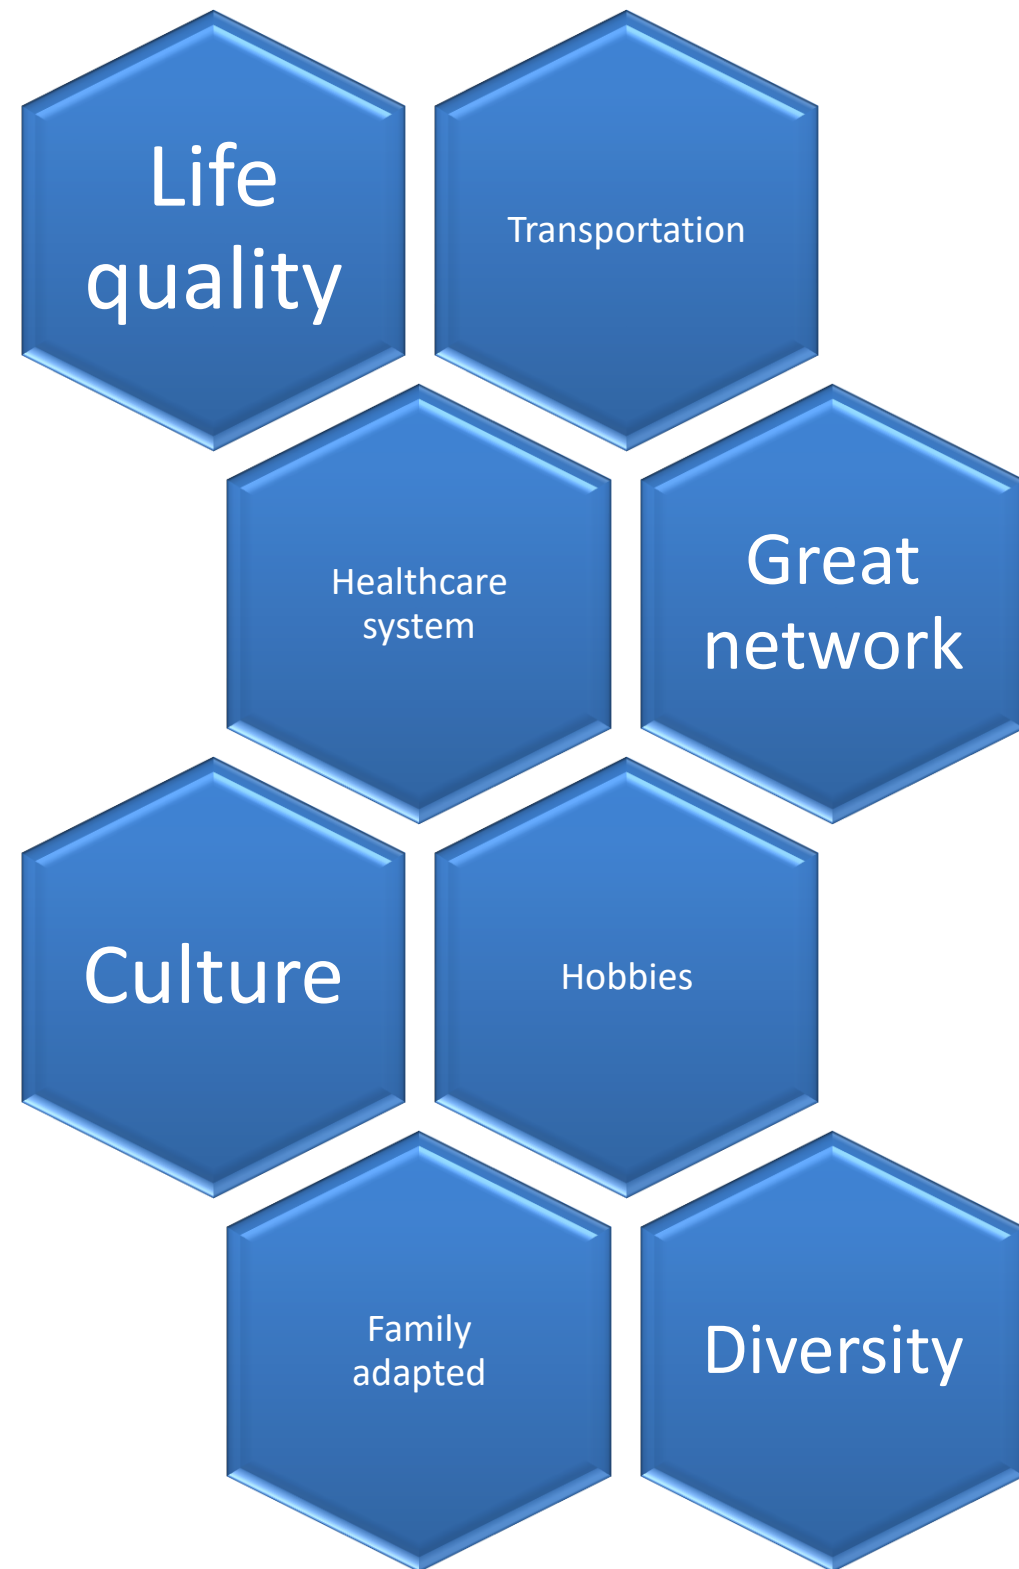 Life
quality
Transportation
Healthcare
system
Great
network
Culture
Hobbies
Family
adapted
Diversity